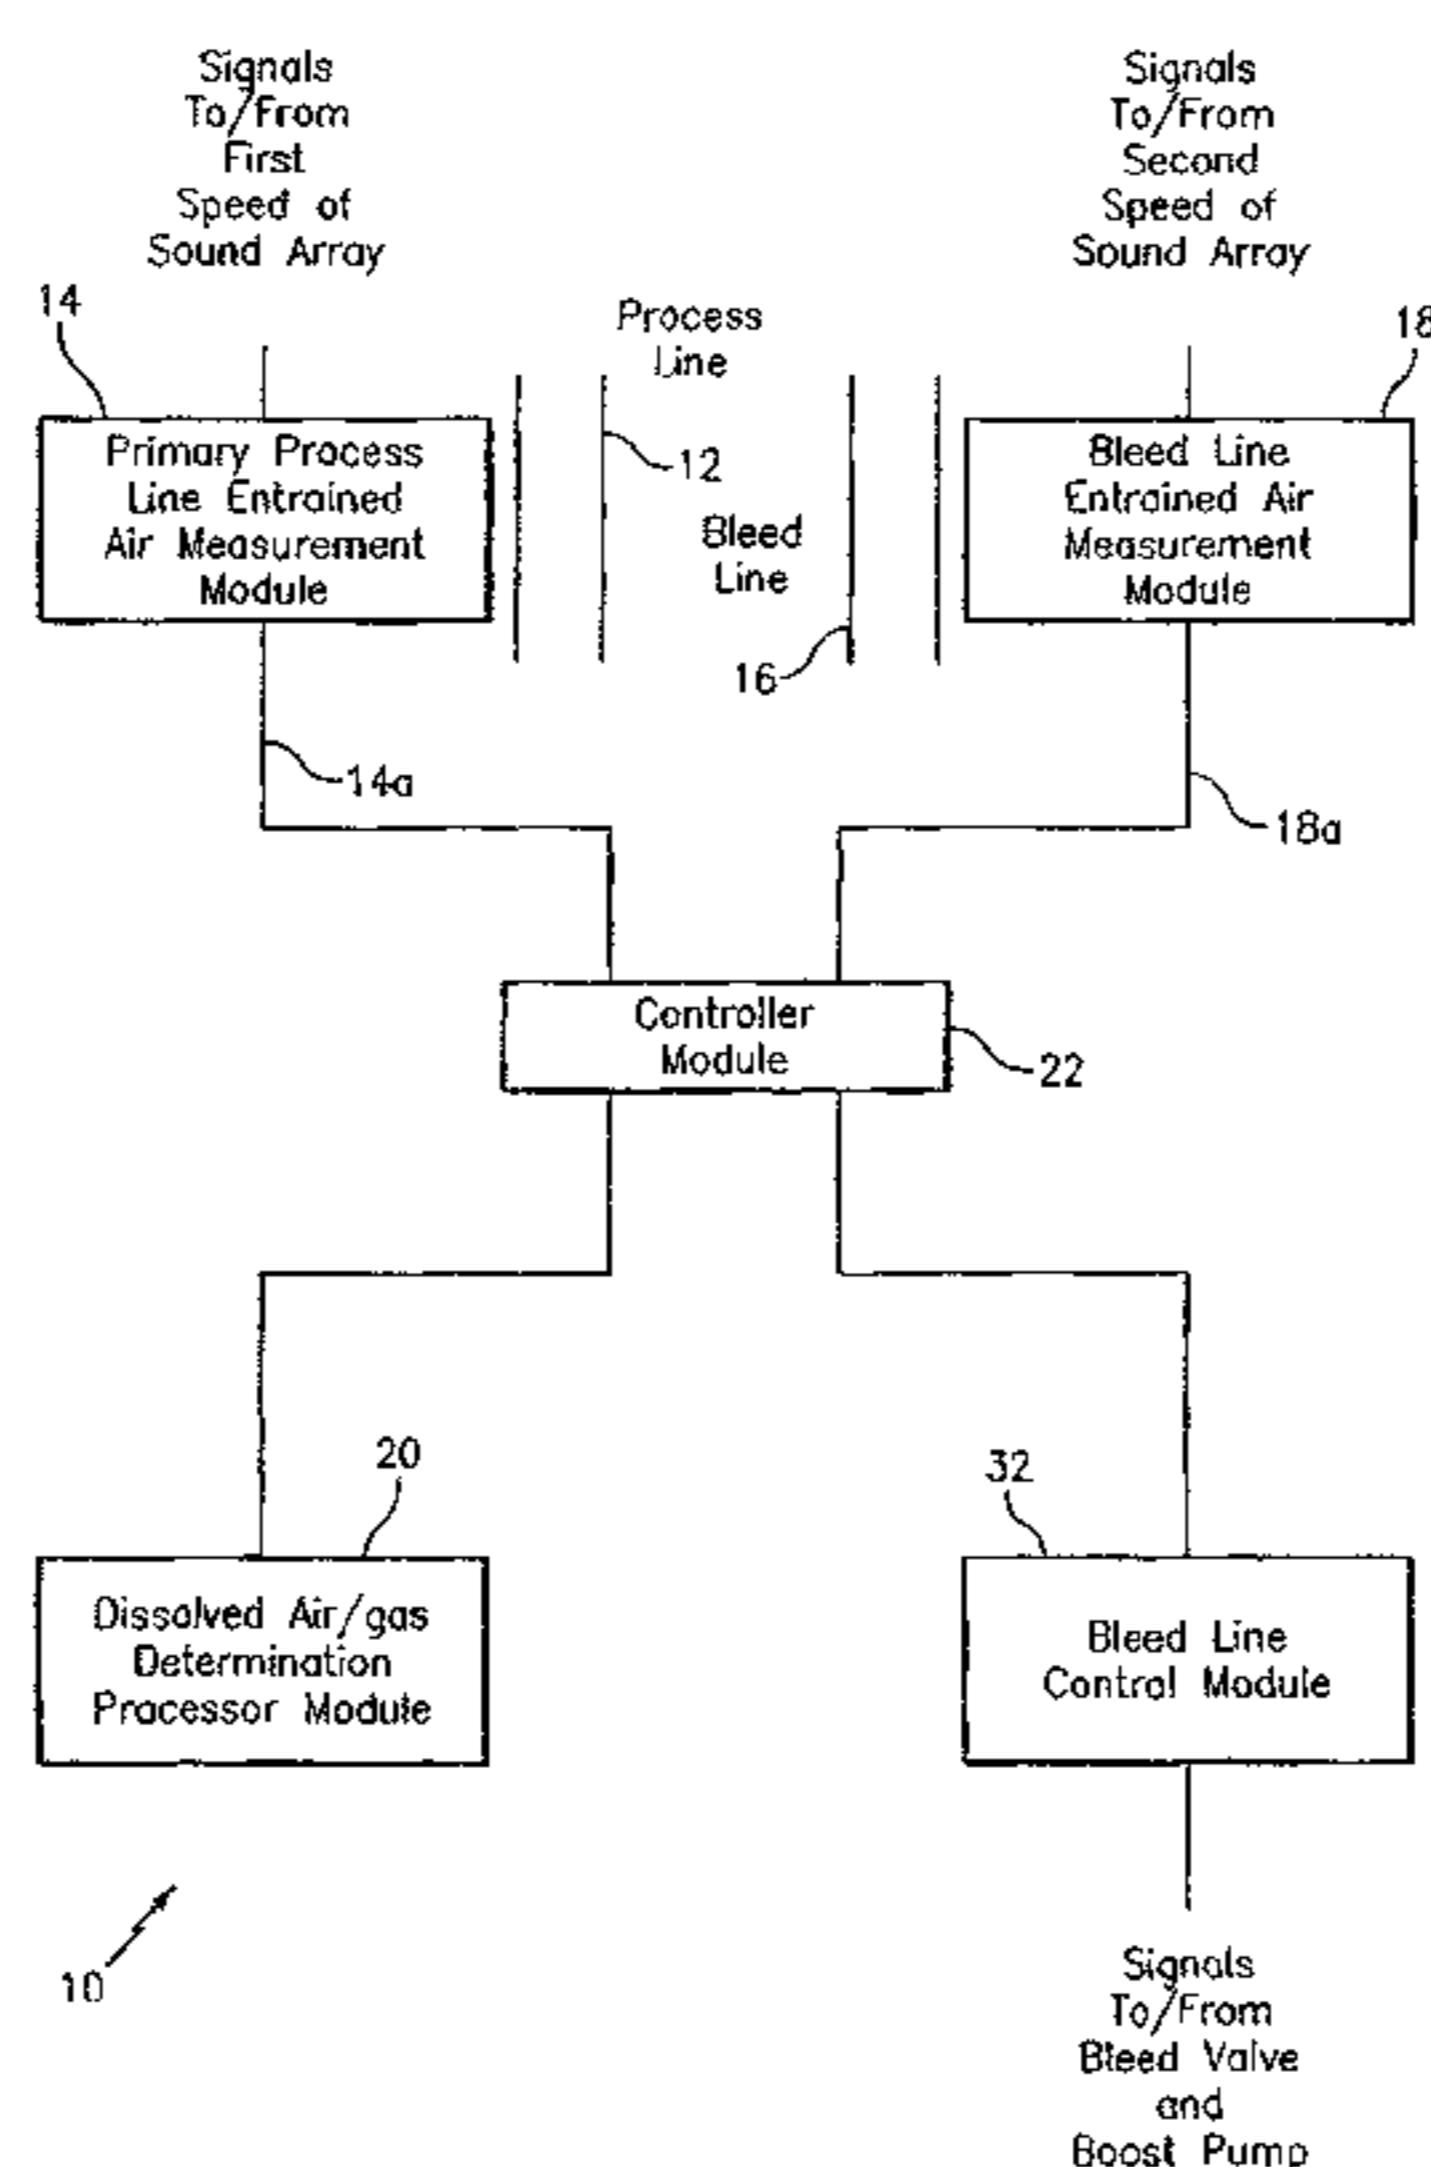 Signals
To/From
First
Speed of
Sound Array
Signals
To/From
Second
Speed of
Sound Array
14
Process
Line
18
Primary Process
Line Entrained
Air Measurement
Module
12
Bleed
Line
16
Bleed Line
Entrained Air
Measurement
Module
14a
18a
Controller
Module
22
20
32
Dissolved Air/gas
Determination
Processor Module
Bleed Line
Control Module
10
Signals
To/From
Bleed Valve
and
Boost Pump